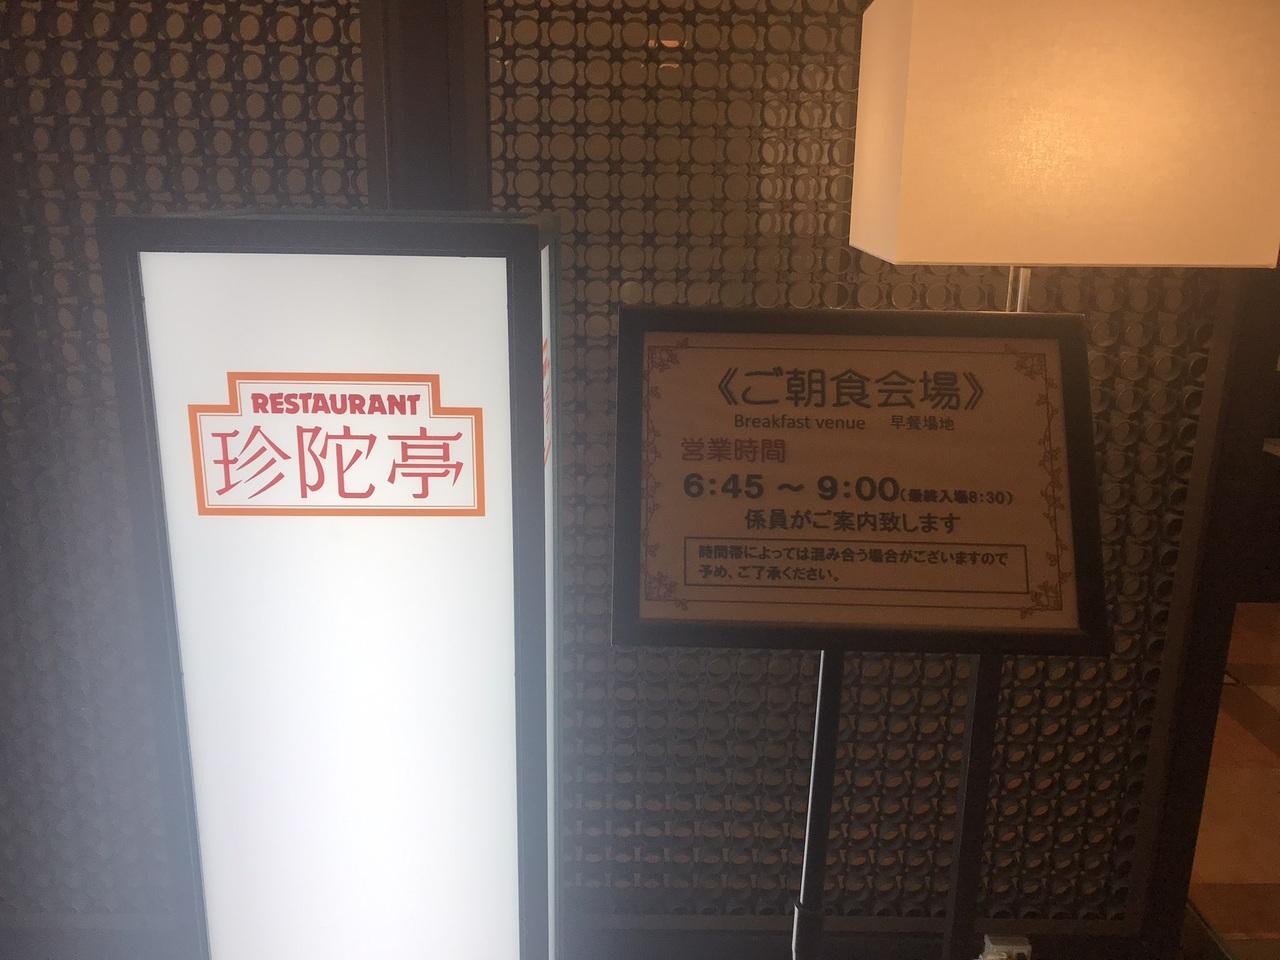 RESTAURANT
珍陀亭
《ご朝食会場》
Breakfast venue 早餐場地
営業時間
6:45 ～ 9:00(最終入場8:30)
係員がご案内致します
時間帯によっては混み合う場合がございますので
予め、ご了承ください。